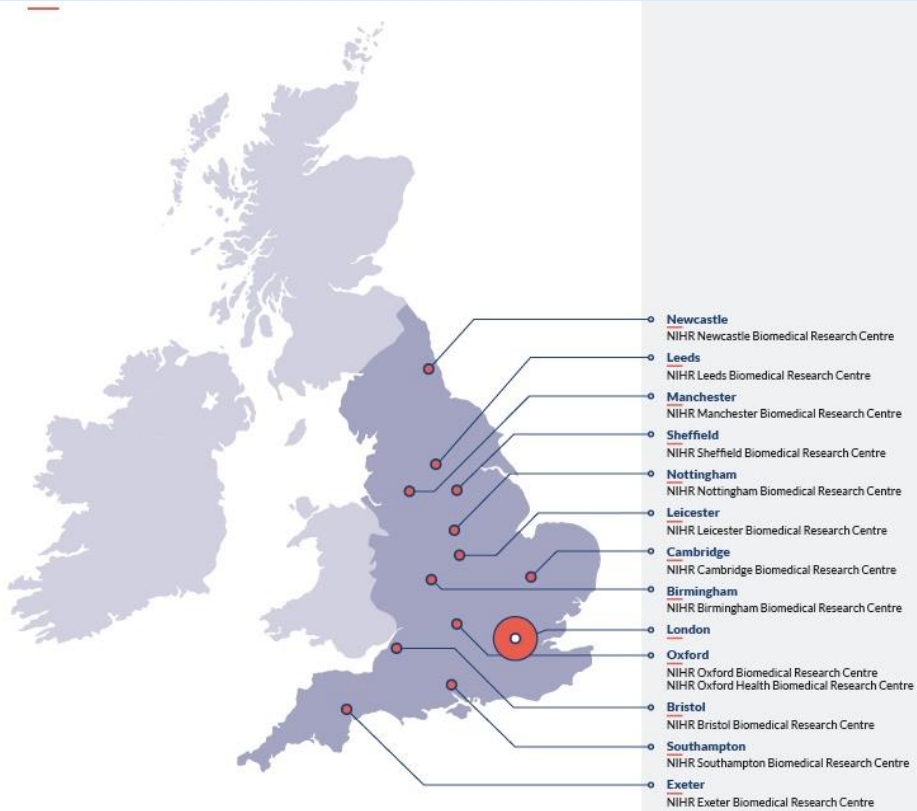 Newcastle
NIHR Newcastle Biomedical Research Centre
Leeds
NIHR Leeds Biomedical Research Centre
Manchester
NIHR Manchester Biomedical Research Centre
Sheffield
NIHR Sheffield Biomedical Research Centre
Nottingham
NIHR Nottingham Biomedical Research Centre
Leicester
NIHR Leicester Biomedical Research Centre
Cambridge
NIHR Cambridge Biomedical Research Centre
Birmingham
NIHR Birmingham Biomedical Research Centre
London
Oxford
NIHR Oxford Biomedical Research Centre
NIHR Oxford Health Biomedical Research Centre
Bristol
NIHR Bristol Biomedical Research Centre
Southampton
NIHR Southampton Biomedical Research Centre
Exeter
NIHR Exeter Biomedical Research Centre